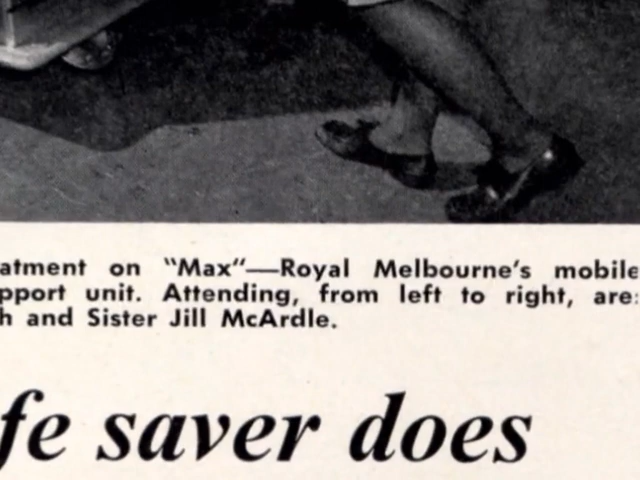 atment on "Max"—Royal Melbourne's mobile
pport unit. Attending, from left to right, are:
h and Sister Jill McArdle.
fe saver does